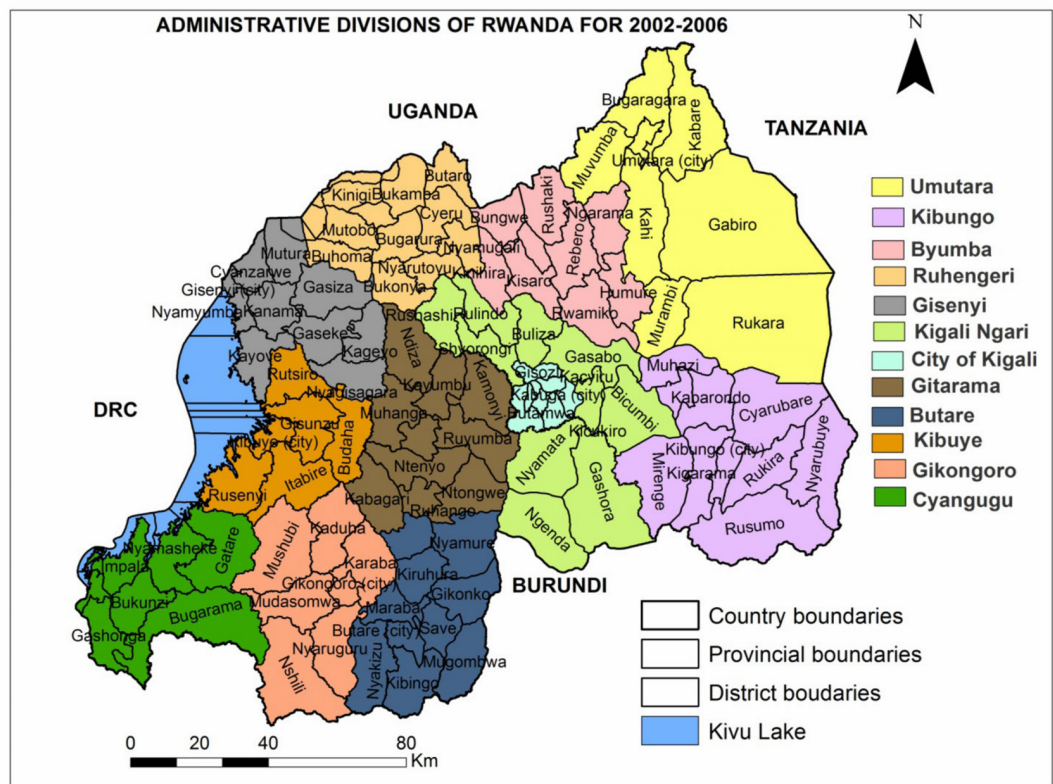 ADMINISTRATIVE DIVISIONS OF RWANDA FOR 2002-2006
N
UGANDA
TANZANIA
DRC
BURUNDI
Bugaragara
Kabare
Muvumba
Umutara (city)
Kahi
Gabiro
Murambi
Rukara
Butaro
Kinigi
Bukamba
Cyeru
Mutobo
Bugarura
Nyamugali
Buhoma
Nyarutovu
Bukonya
Kinihira
Bungwe
Rushaki
Ngarama
Rebero
Kisaro
Humure
Rwamiko
Mutura
Cyanzarwe
Gisenyi(city)
Gasiza
Nyamyumba
Kanama
Gaseke
Kageyo
Kayove
Rushashi
Rulindo
Shyorongi
Buliza
Gasabo
Bicumbi
Gisozi
Kacyiru
Kabuga (city)
Butamwa
Kicukiro
Nyamata
Gashora
Ngenda
Ndiza
Kayumbu
Kamonyi
Muhanga
Ruyumba
Ntenyo
Kabagari
Ntongwe
Ruhango
Rutsiro
Nyagisagara
Gisunzu
Kibuye (city)
Budaha
Itabire
Rusenyi
Muhazi
Kabarondo
Cyarubare
Kibungo (city)
Nyarubuye
Mirenge
Kigarama
Rukira
Rusumo
Kaduha
Mushubi
Karaba
Gikongoro (city)
Mudasomwa
Nyaruguru
Nshili
Nyamure
Kiruhura
Gikonko
Maraba
Butare (city)
Save
Nyakizu
Mugombwa
Kibingo
Nyamasheke
Gatare
Impala
Bukunzi
Bugarama
Gashonga
Umutara
Kibungo
Byumba
Ruhengeri
Gisenyi
Kigali Ngari
City of Kigali
Gitarama
Butare
Kibuye
Gikongoro
Cyangugu
Country boundaries
Provincial boundaries
District boudaries
Kivu Lake
0 20 40 80
Km